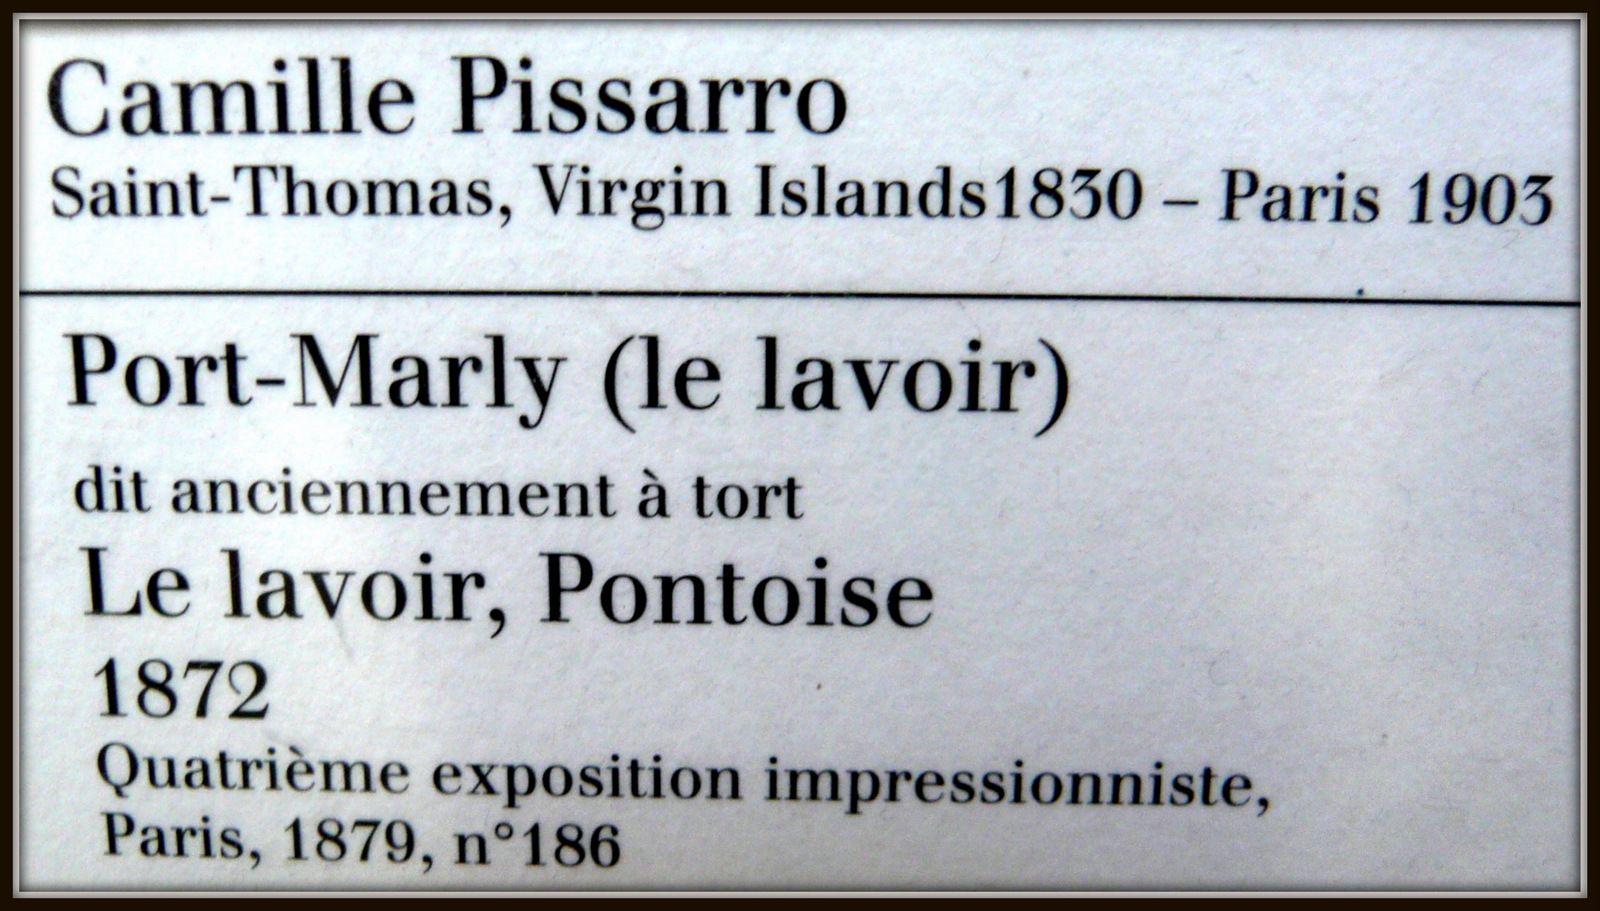 Camille Pissarro
Saint-Thomas, Virgin Islands1830 – Paris 1903
Port-Marly (le lavoir)
dit anciennement à tort
Le lavoir, Pontoise
1872
Quatrième exposition impressionniste,
Paris, 1879, n°186